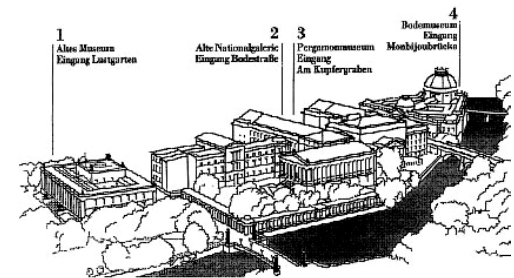 1
Altes Museum
Eingang Lustgarten
2
Alte Nationalgalerie
Eingang Bodestraße
3
Pergamonmuseum
Eingang
Am Kupfergraben
4
Bodemuseum
Eingang
Monbijoubrücke